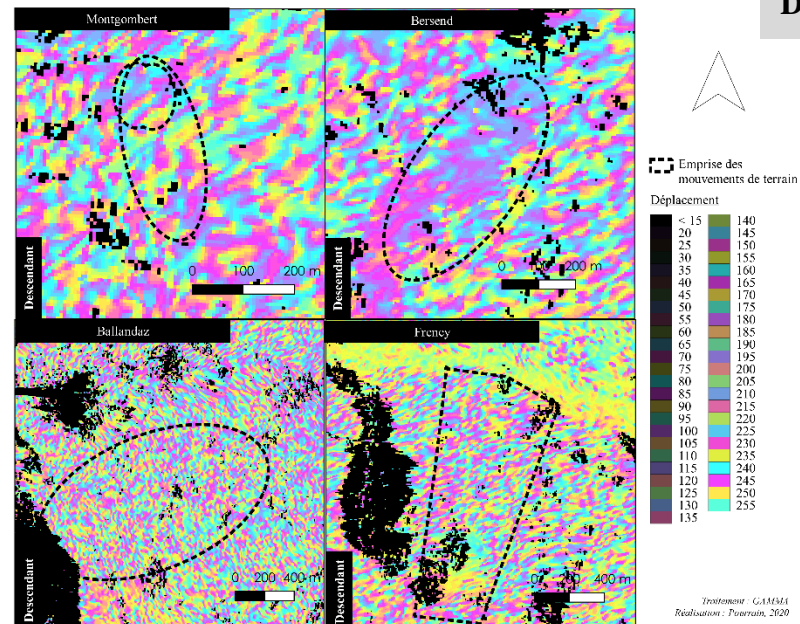 D
Montgombert
Bersend
Descendant
0 100 200 m
Descendant
0 100 200 m
Ballandaz
Freney
Descendant
0 200 400 m
Descendant
400 m
Emprise des
mouvements de terrain
Déplacement
< 15 140
20 145
25 150
30 155
35 160
40 165
45 170
50 175
55 180
60 185
65 190
70 195
75 200
80 205
85 210
90 215
95 220
100 225
105 230
110 235
115 240
120 245
125 250
130 255
135
Traitement : GAMMA
Réalisation : Pourrain, 2020